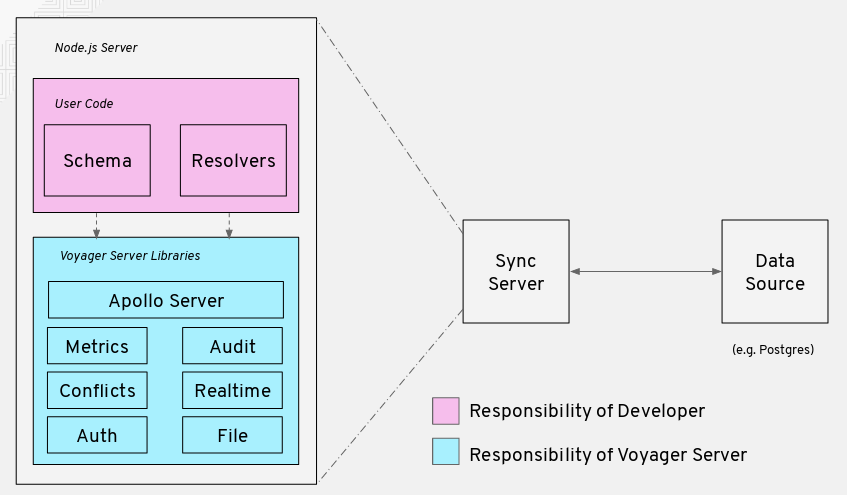 Node.js Server
User Code
Schema
Resolvers
Voyager Server Libraries
Apollo Server
Metrics
Audit
Conflicts
Realtime
Auth
File
Sync
Server
Data
Source
(e.g. Postgres)
Responsibility of Developer
Responsibility of Voyager Server